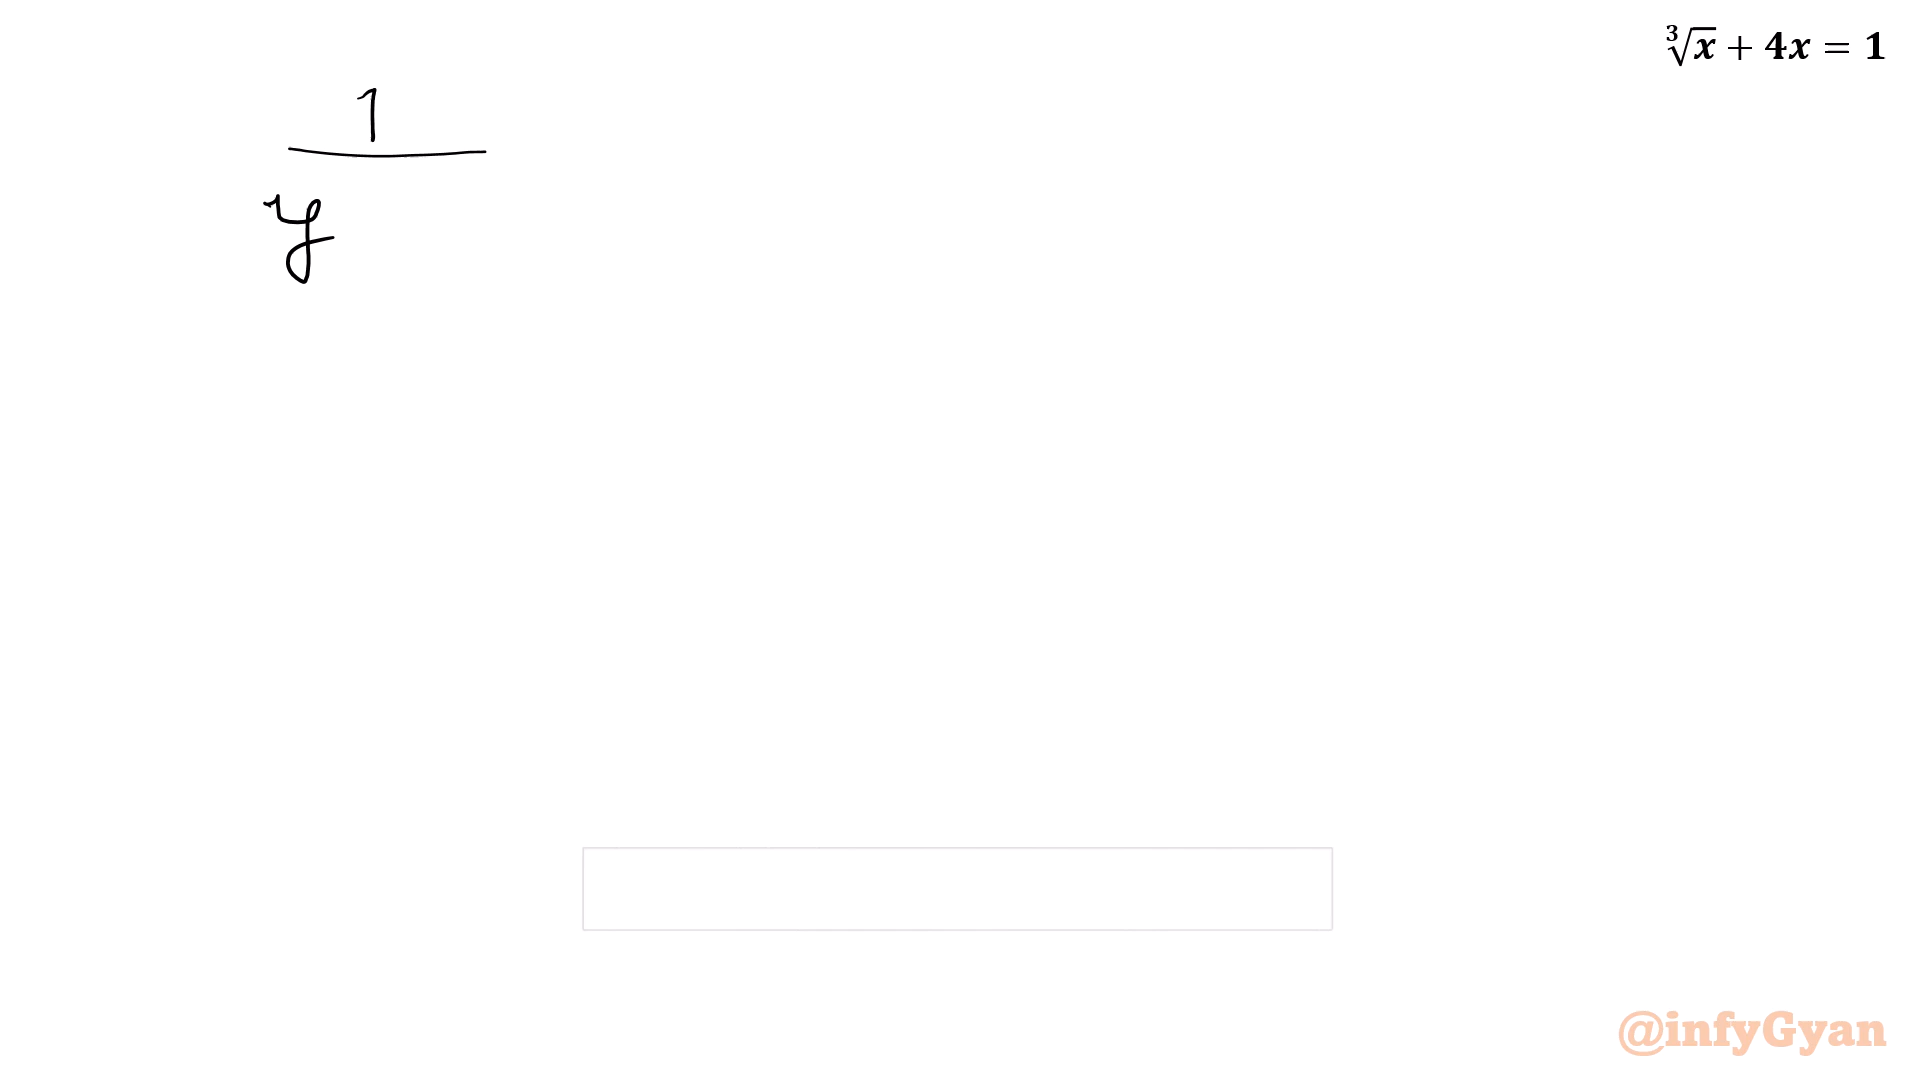 ∛x + 4x = 1
1
y
@infyGyan